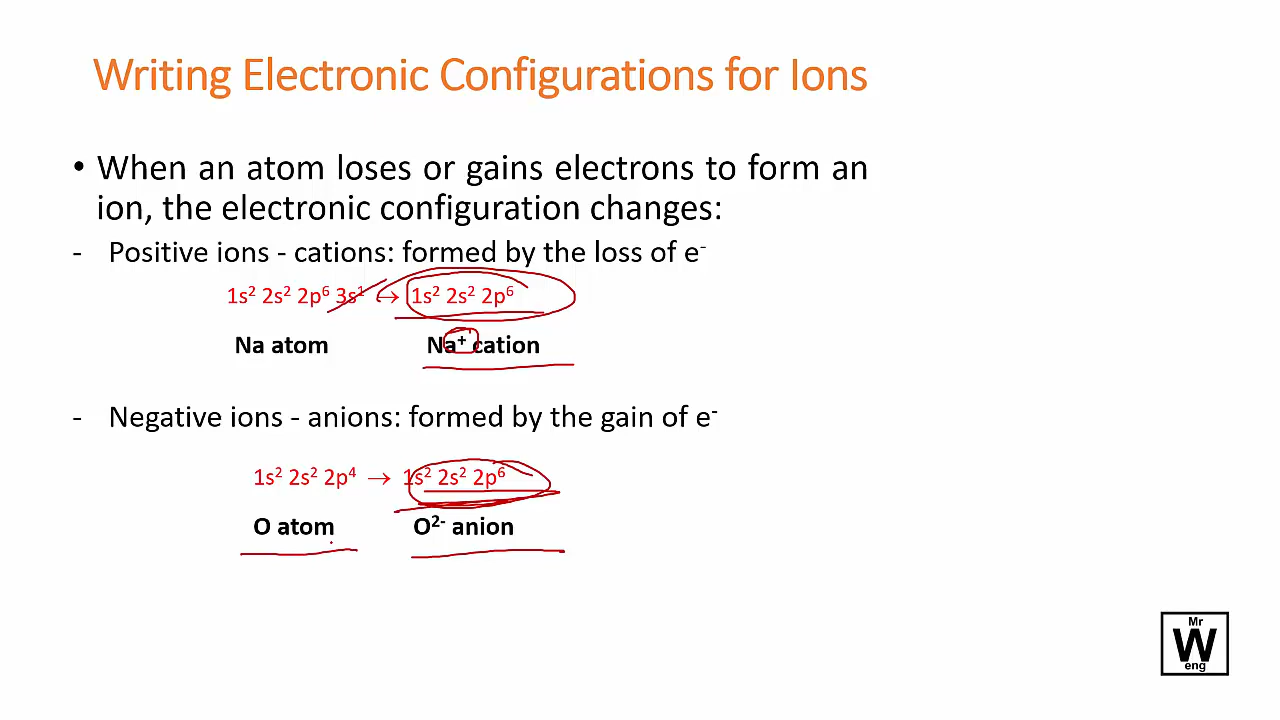 Writing Electronic Configurations for Ions
• When an atom loses or gains electrons to form an
ion, the electronic configuration changes:
- Positive ions - cations: formed by the loss of e⁻
1s² 2s² 2p⁶ 3s¹ → 1s² 2s² 2p⁶
Na atom Na⁺ cation
- Negative ions - anions: formed by the gain of e⁻
1s² 2s² 2p⁴ → 1s² 2s² 2p⁶
O atom O²⁻ anion
Mr
W
eng